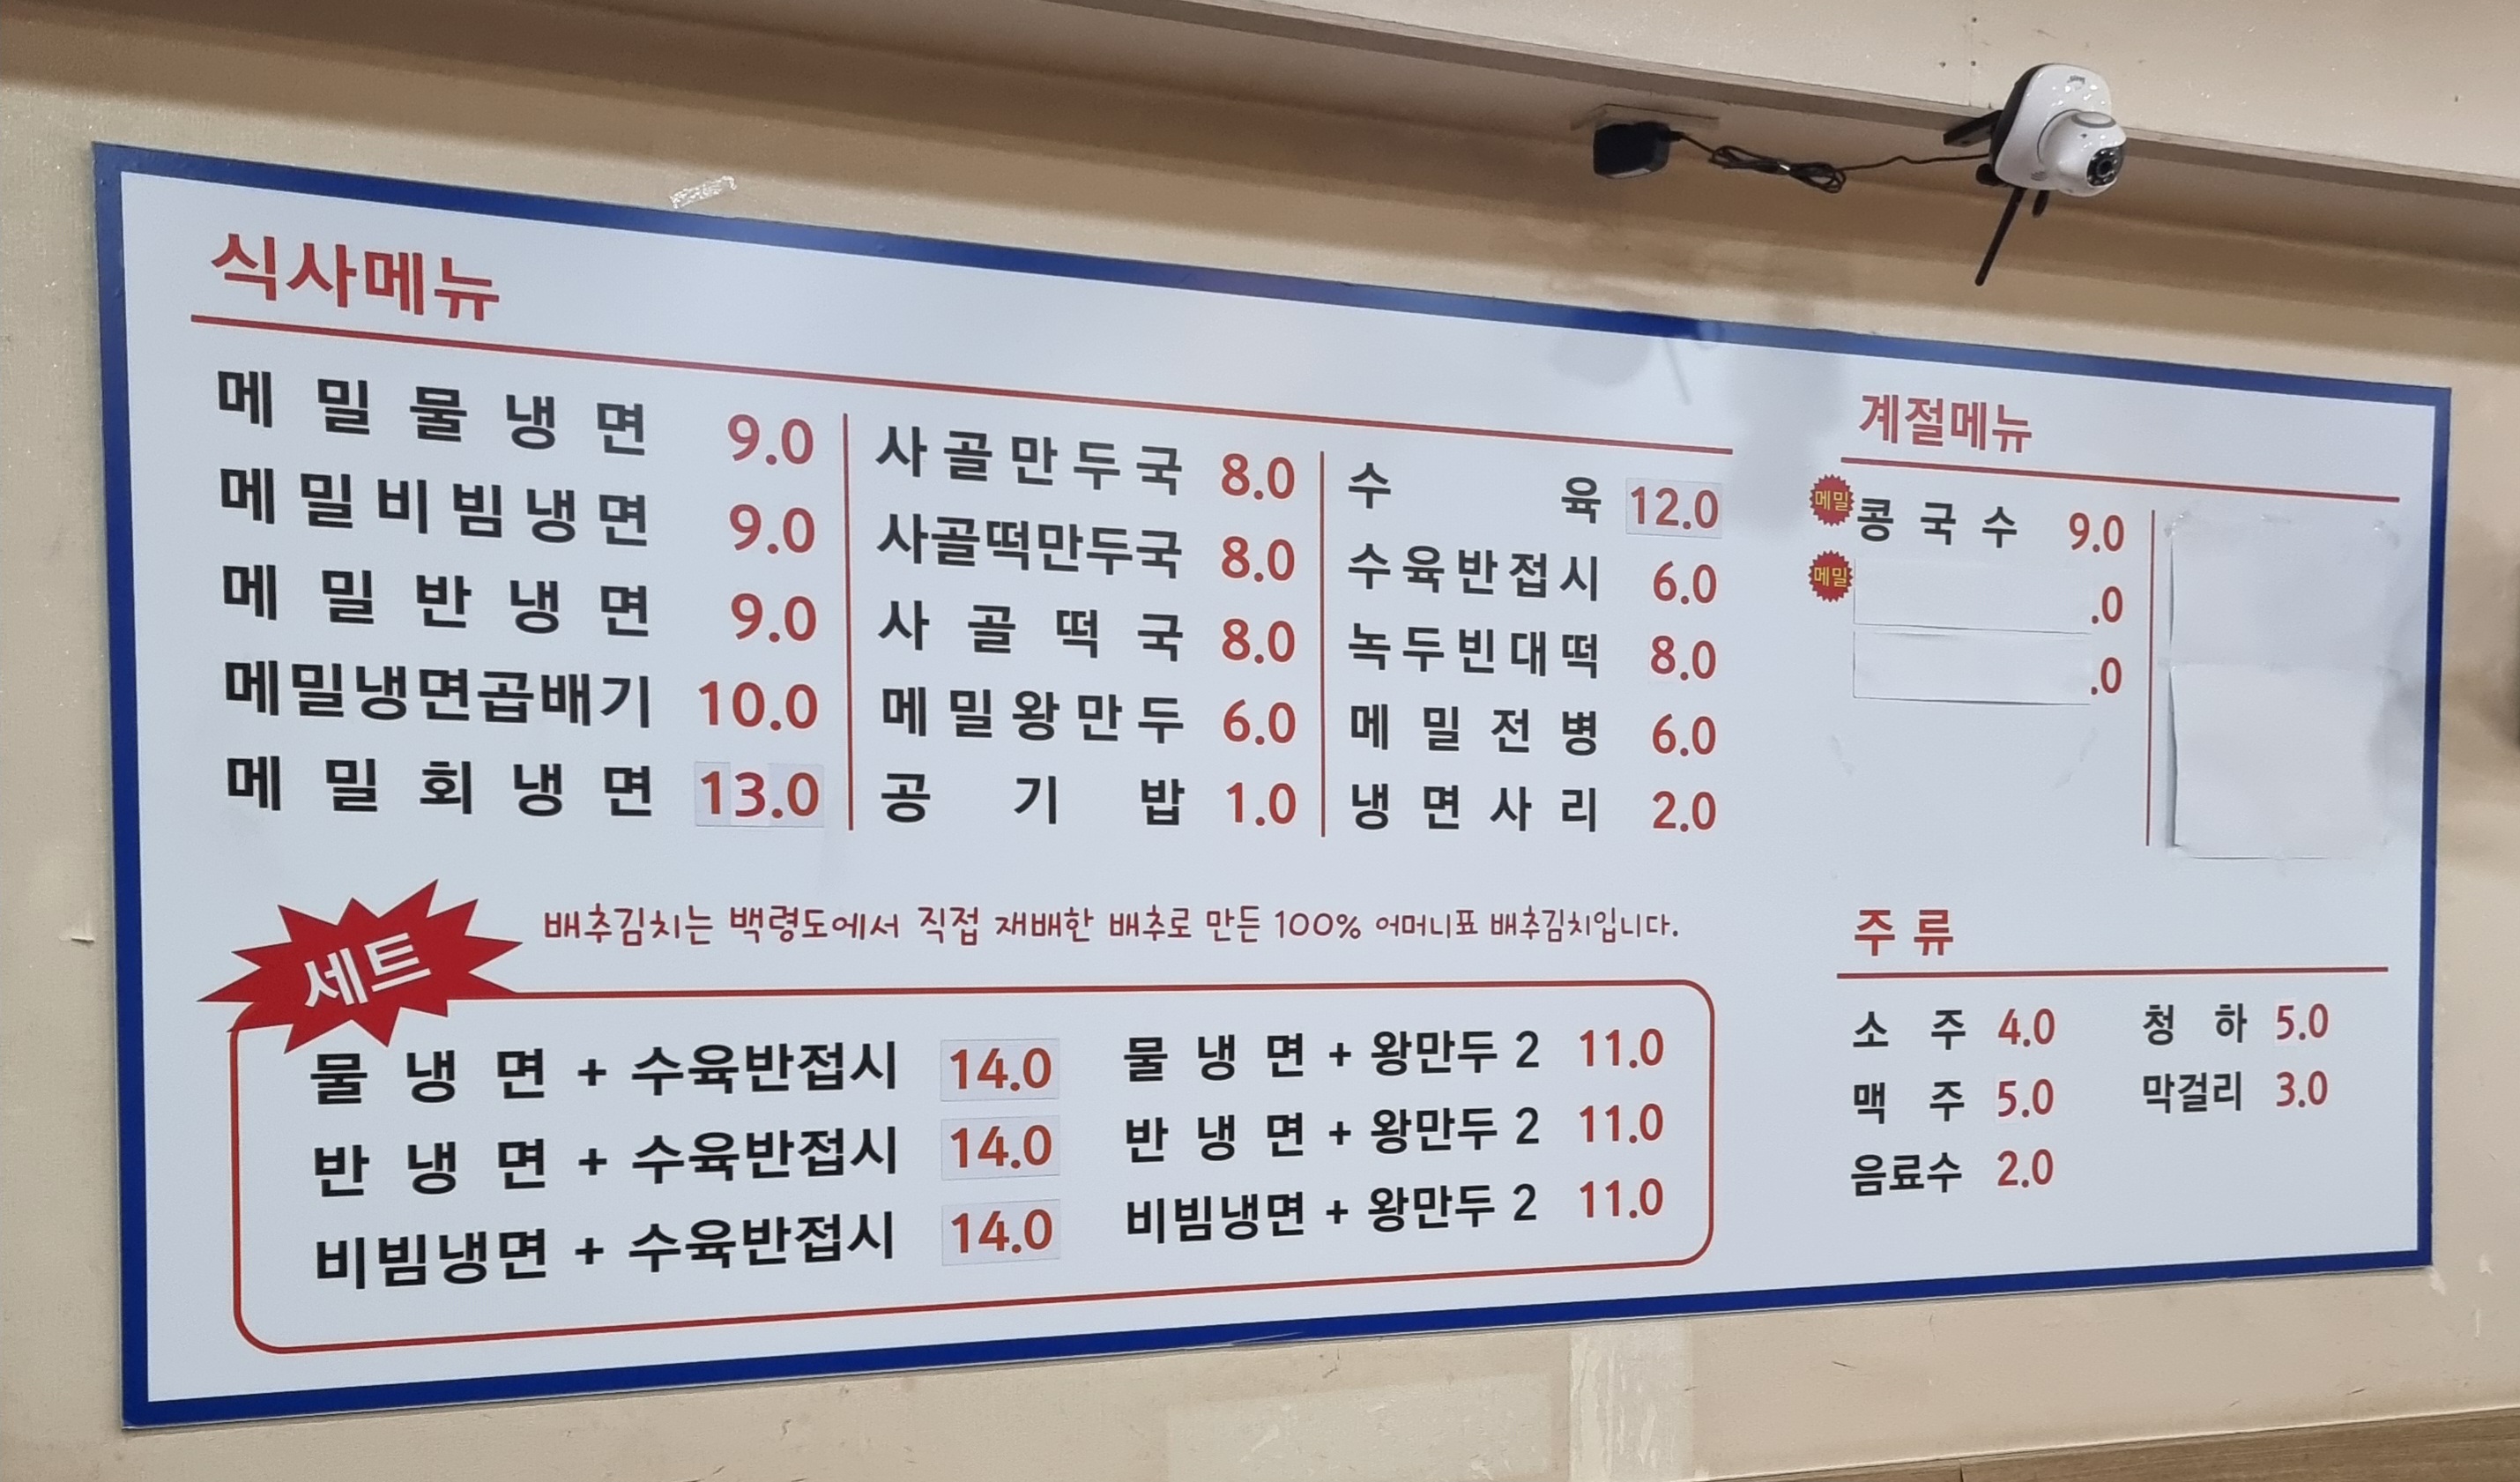 식사메뉴
메밀물냉면 9.0
메밀비빔냉면 9.0
메밀반냉면 9.0
메밀냉면곱배기 10.0
메밀회냉면 13.0
사골만두국 8.0
사골떡만두국 8.0
사골떡국 8.0
메밀왕만두 6.0
공기밥 1.0
수육 12.0
수육반접시 6.0
녹두빈대떡 8.0
메밀전병 6.0
냉면사리 2.0
계절메뉴
메밀 콩국수 9.0
메밀 .0
.0
배추김치는 백령도에서 직접 재배한 배추로 만든 100% 어머니표 배추김치입니다.
세트
물냉면 + 수육반접시 14.0
반냉면 + 수육반접시 14.0
비빔냉면 + 수육반접시 14.0
물냉면 + 왕만두 2 11.0
반냉면 + 왕만두 2 11.0
비빔냉면 + 왕만두 2 11.0
주류
소주 4.0
맥주 5.0
음료수 2.0
청하 5.0
막걸리 3.0